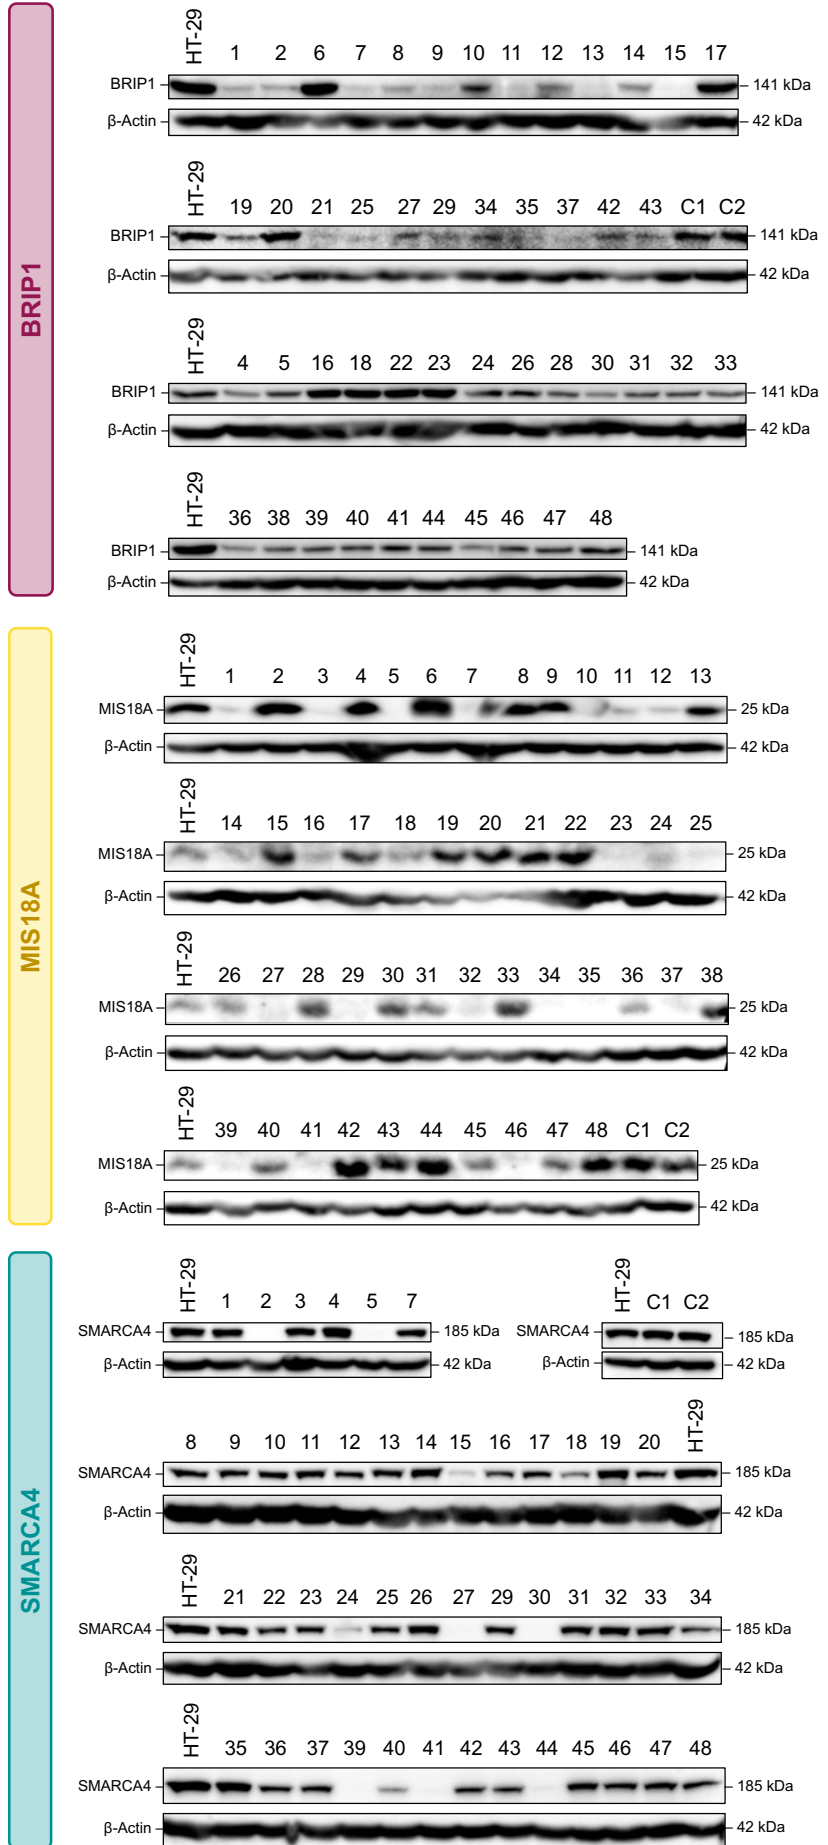 BRIP1
HT-29 1 2 6 7 8 9 10 11 12 13 14 15 17
BRIP1 141 kDa
β-Actin 42 kDa
HT-29 19 20 21 25 27 29 34 35 37 42 43 C1 C2
BRIP1 141 kDa
β-Actin 42 kDa
HT-29 4 5 16 18 22 23 24 26 28 30 31 32 33
BRIP1 141 kDa
β-Actin 42 kDa
HT-29 36 38 39 40 41 44 45 46 47 48
BRIP1 141 kDa
β-Actin 42 kDa
MIS18A
HT-29 1 2 3 4 5 6 7 8 9 10 11 12 13
MIS18A 25 kDa
β-Actin 42 kDa
HT-29 14 15 16 17 18 19 20 21 22 23 24 25
MIS18A 25 kDa
β-Actin 42 kDa
HT-29 26 27 28 29 30 31 32 33 34 35 36 37 38
MIS18A 25 kDa
β-Actin 42 kDa
HT-29 39 40 41 42 43 44 45 46 47 48 C1 C2
MIS18A 25 kDa
β-Actin 42 kDa
SMARCA4
HT-29 1 2 3 4 5 7
SMARCA4 185 kDa
β-Actin 42 kDa
HT-29 C1 C2
SMARCA4 185 kDa
β-Actin 42 kDa
8 9 10 11 12 13 14 15 16 17 18 19 20 HT-29
SMARCA4 185 kDa
β-Actin 42 kDa
HT-29 21 22 23 24 25 26 27 29 30 31 32 33 34
SMARCA4 185 kDa
β-Actin 42 kDa
HT-29 35 36 37 39 40 41 42 43 44 45 46 47 48
SMARCA4 185 kDa
β-Actin 42 kDa